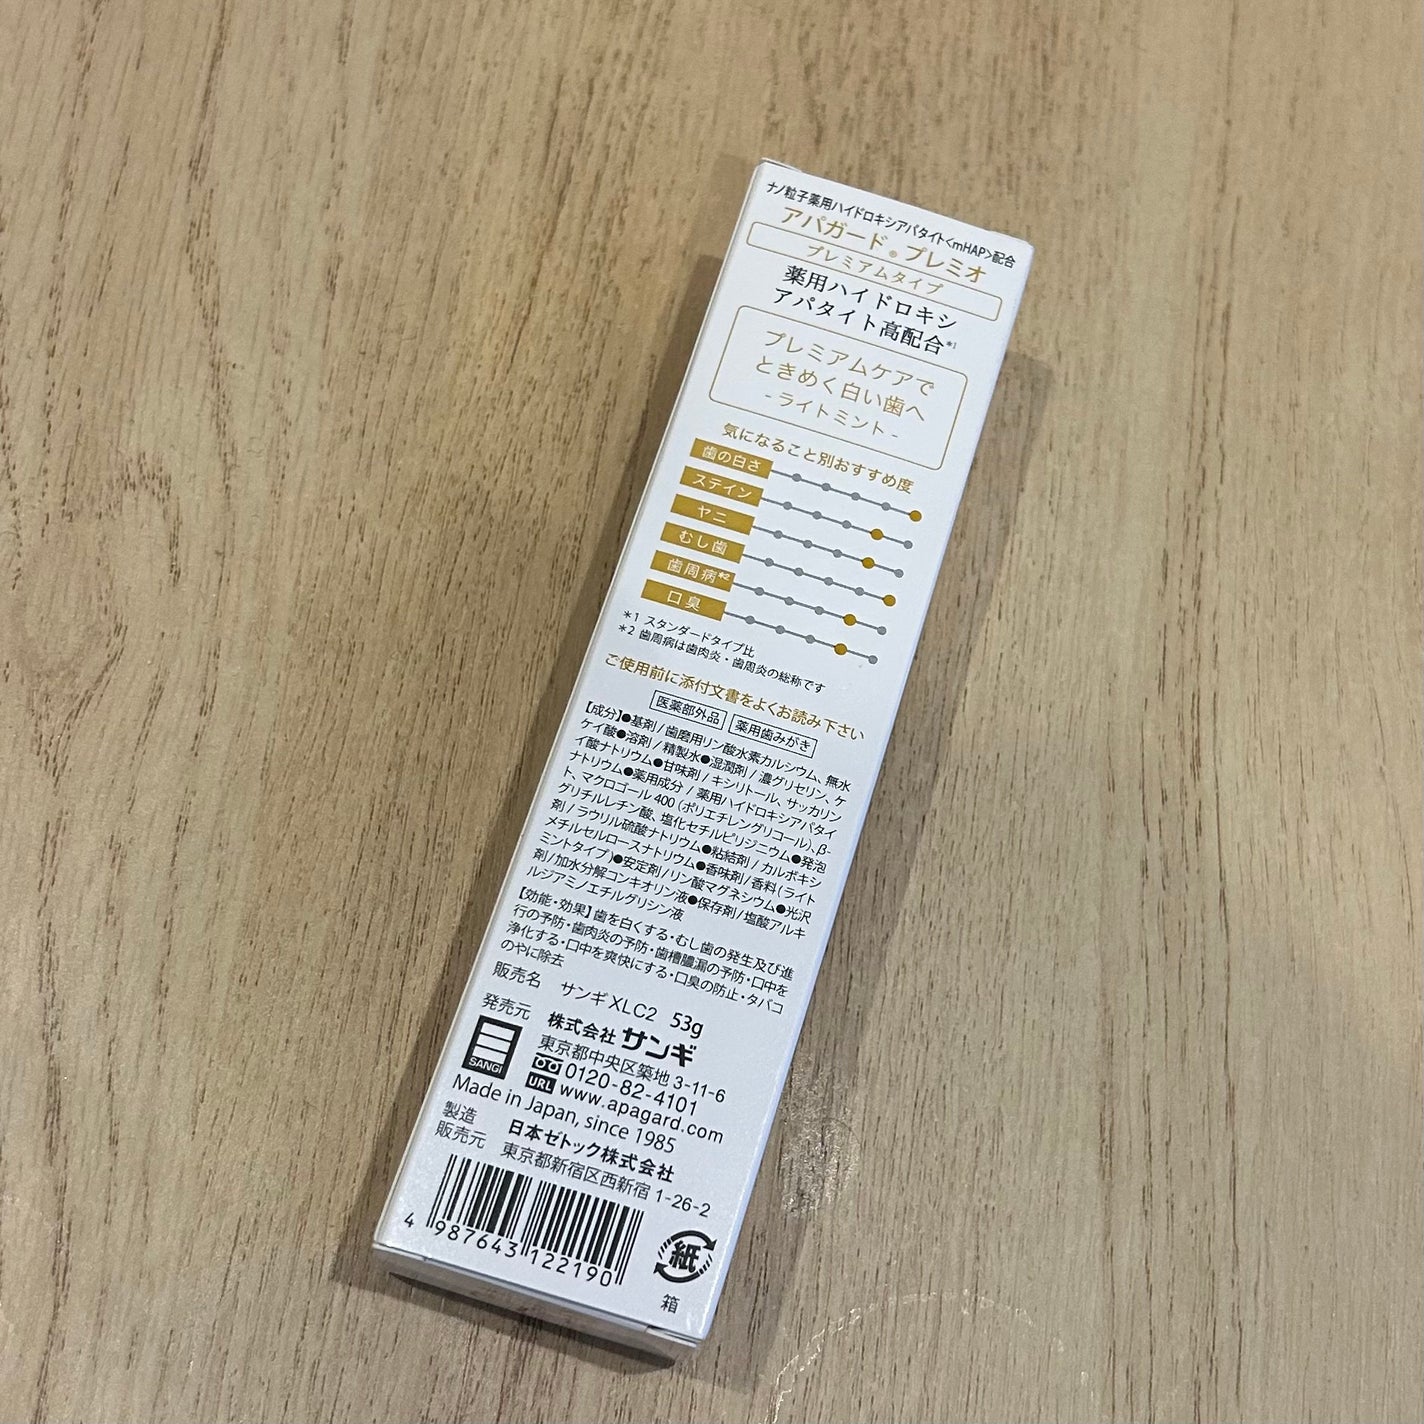 ナノ粒子薬用ハイドロキシアパタイト<mHAP>配合
アパガード®プレミオ
プレミアムタイプ
薬用ハイドロキシ
アパタイト高配合*1
プレミアムケアで
ときめく白い歯へ
- ライトミント -
気になること別おすすめ度
歯の白さ
ステイン
ヤニ
むし歯
歯周病*2
口臭
*1 スタンダードタイプ比
*2 歯周病は歯肉炎・歯周炎の総称です
ご使用前に添付文書をよくお読み下さい
医薬部外品 薬用歯みがき
【成分】●基剤/歯磨用リン酸水素カルシウム、無水
ケイ酸●溶剤/精製水●湿潤剤/濃グリセリン、ケ
イ酸ナトリウム●甘味剤/キシリトール、サッカリン
ナトリウム●薬用成分/薬用ハイドロキシアパタイ
ト、マクロゴール400(ポリエチレングリコール)、β-
グリチルレチン酸、塩化セチルピリジニウム●発泡
剤/ラウリル硫酸ナトリウム●粘結剤/カルボキシ
メチルセルロースナトリウム●香味剤/香料(ライト
ミントタイプ)●安定剤/リン酸マグネシウム●光沢
剤/加水分解コンキオリン液●保存剤/塩酸アルキ
ルジアミノエチルグリシン液
【効能・効果】歯を白くする・むし歯の発生及び進
行の予防・歯肉炎の予防・歯槽膿漏の予防・口中を
浄化する・口中を爽快にする・口臭の防止・タバコ
のやに除去
販売名 サンギXLC2 53g
発売元 株式会社サンギ
SANGI
東京都中央区築地 3-11-6
0120-82-4101
URL www.apagard.com
Made in Japan, since 1985
製造販売元 日本ゼトック株式会社
東京都新宿区西新宿 1-26-2
4 987643 122190
紙
箱